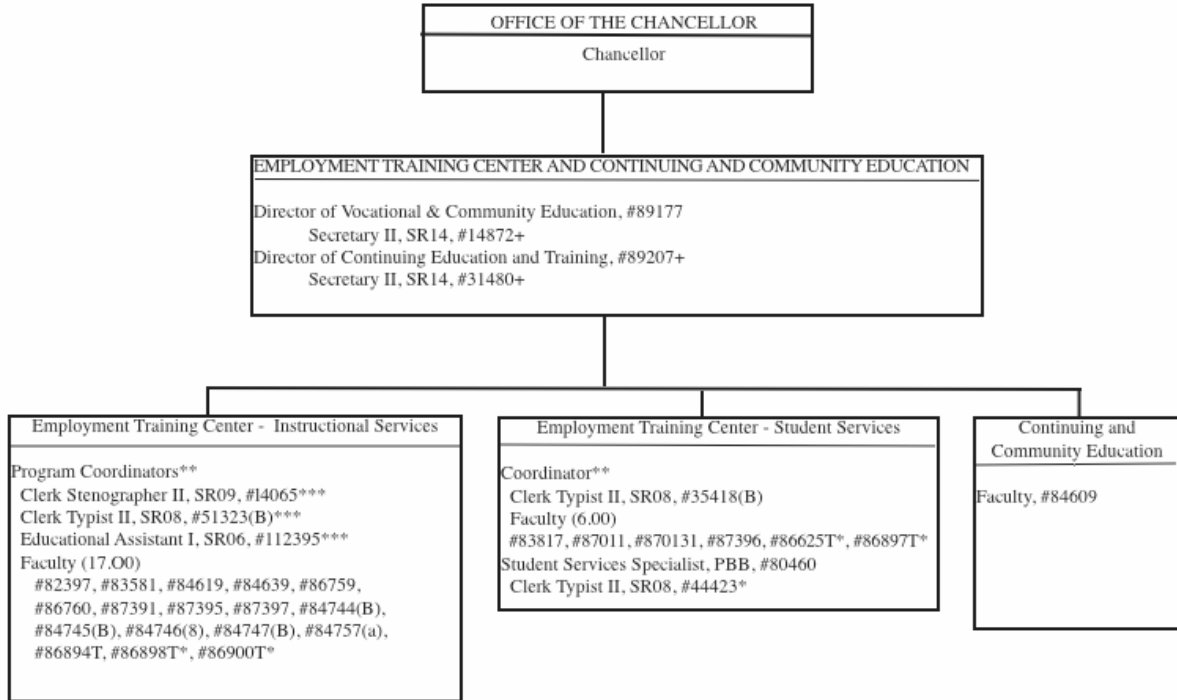 OFFICE OF THE CHANCELLOR
Chancellor
EMPLOYMENT TRAINING CENTER AND CONTINUING AND COMMUNITY EDUCATION
Director of Vocational & Community Education, #89177
Secretary II, SR14, #14872+
Director of Continuing Education and Training, #89207+
Secretary II, SR14, #31480+
Employment Training Center - Instructional Services
Program Coordinators**
Clerk Stenographer II, SR09, #l4065***
Clerk Typist II, SR08, #51323(B)***
Educational Assistant I, SR06, #112395***
Faculty (17.O0)
#82397, #83581, #84619, #84639, #86759,
#86760, #87391, #87395, #87397, #84744(B),
#84745(B), #84746(8), #84747(B), #84757(a),
#86894T, #86898T*, #86900T*
Employment Training Center - Student Services
Coordinator**
Clerk Typist II, SR08, #35418(B)
Faculty (6.00)
#83817, #87011, #870131, #87396, #86625T*, #86897T*
Student Services Specialist, PBB, #80460
Clerk Typist II, SR08, #44423*
Continuing and
Community Education
Faculty, #84609